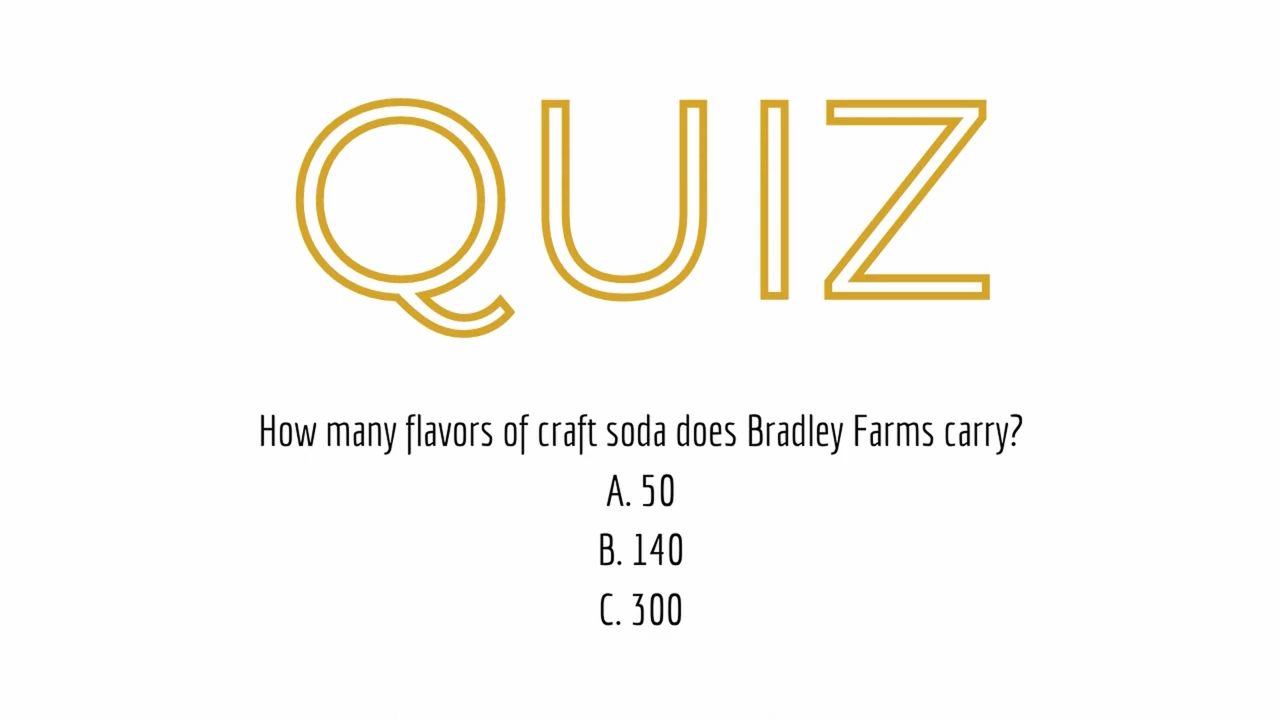 QUIZ
How many flavors of craft soda does Bradley Farms carry?
A. 50
B. 140
C. 300